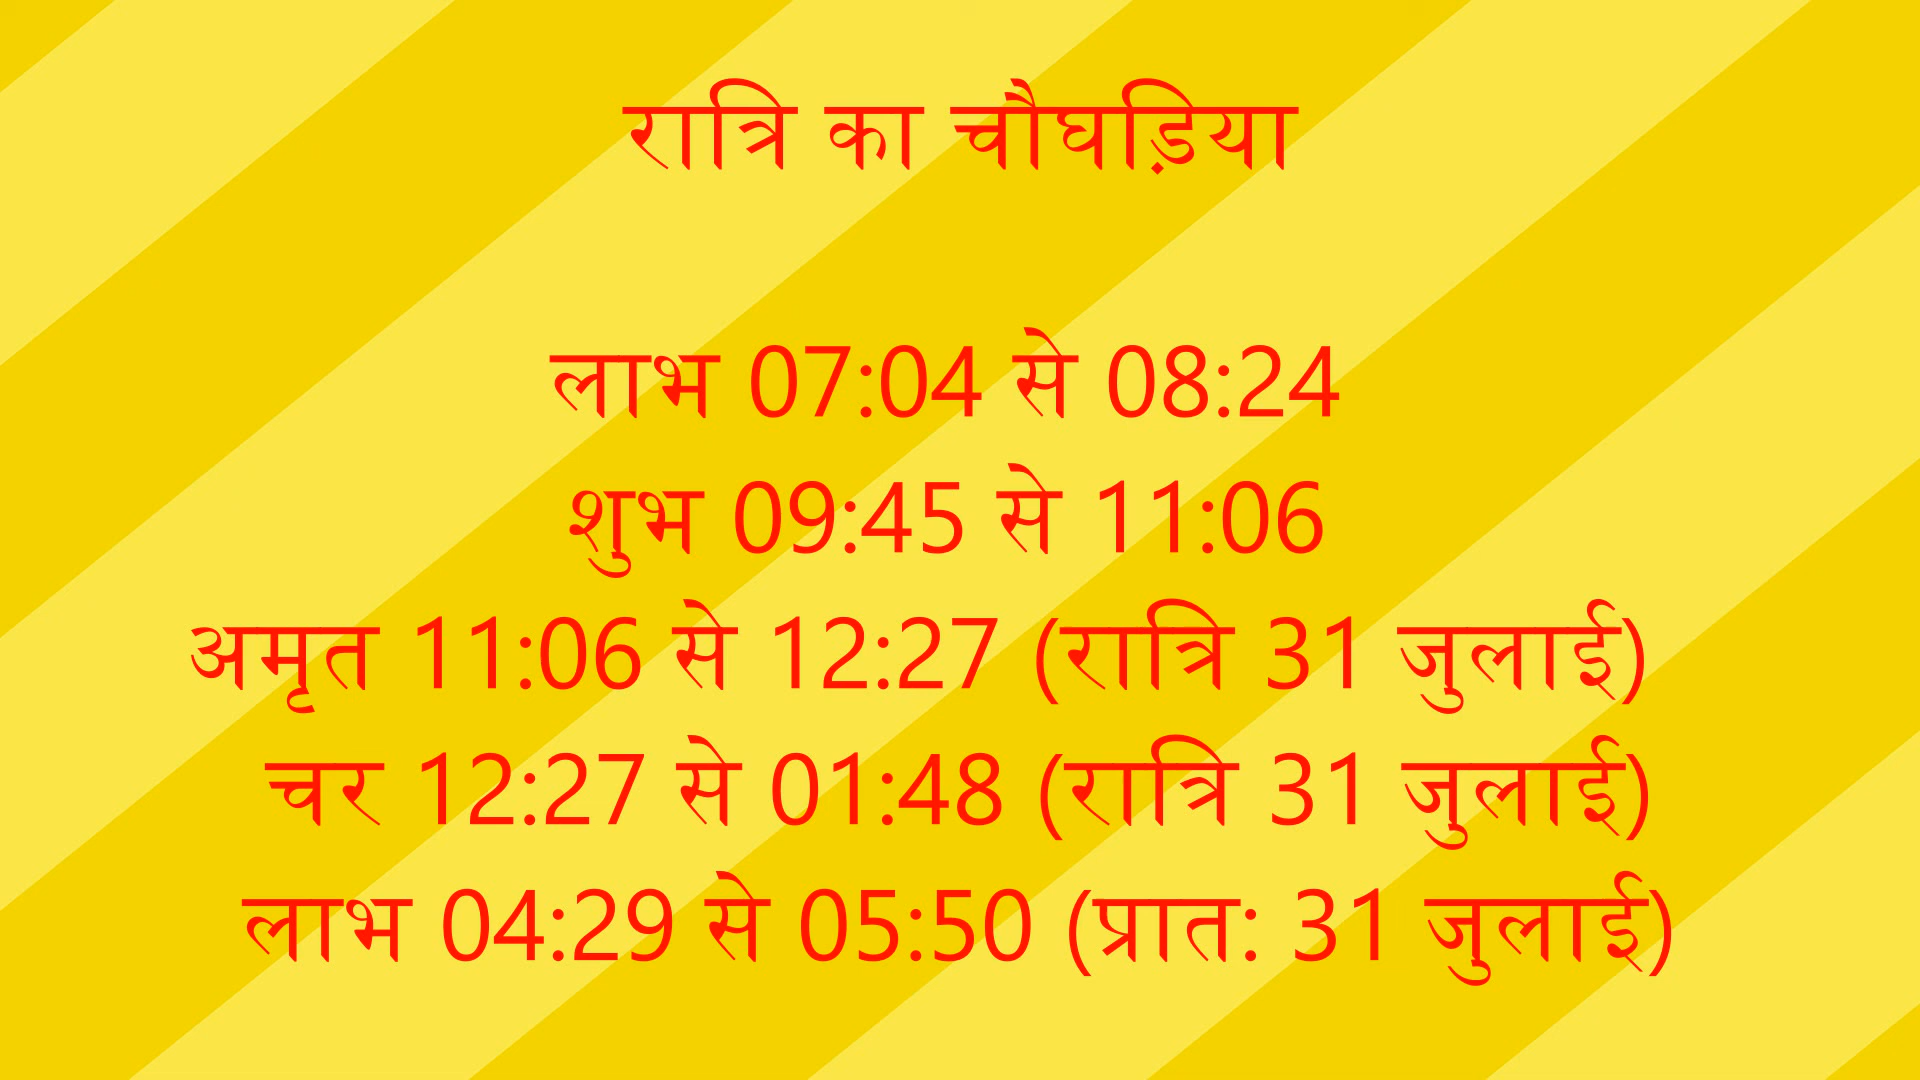 रात्रि का चौघड़िया
लाभ 07:04 से 08:24
शुभ 09:45 से 11:06
अमृत 11:06 से 12:27 (रात्रि 31 जुलाई)
चर 12:27 से 01:48 (रात्रि 31 जुलाई)
लाभ 04:29 से 05:50 (प्रात: 31 जुलाई)